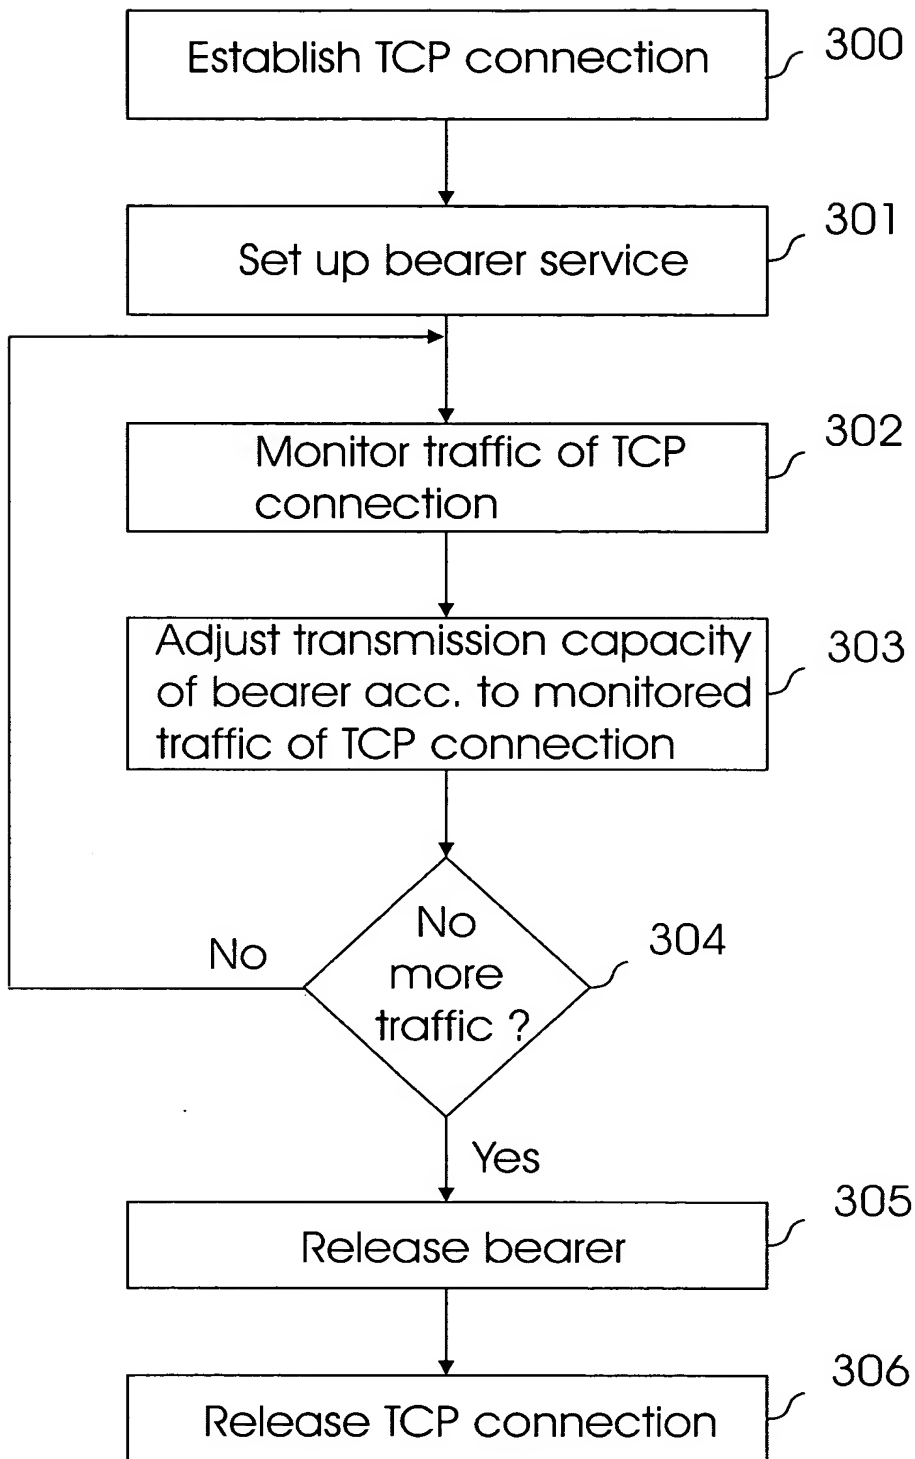 Establish TCP connection
300
Set up bearer service
301
Monitor traffic of TCP
connection
302
Adjust transmission capacity
of bearer acc. to monitored
traffic of TCP connection
303
No
more
traffic ?
304
No
Yes
Release bearer
305
Release TCP connection
306